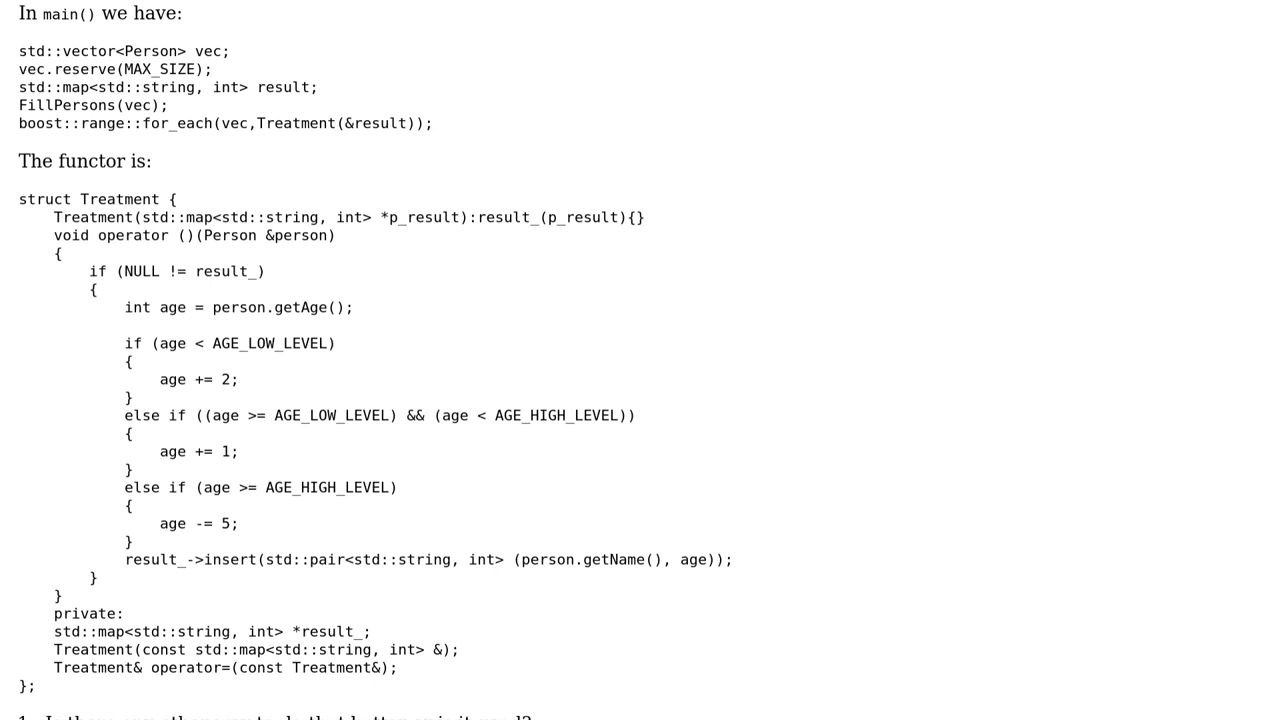 In main() we have:
std::vector<Person> vec;
vec.reserve(MAX_SIZE);
std::map<std::string, int> result;
FillPersons(vec);
boost::range::for_each(vec,Treatment(&result));
The functor is:
struct Treatment {
    Treatment(std::map<std::string, int> *p_result):result_(p_result){}
    void operator ()(Person &person)
    {
        if (NULL != result_)
        {
            int age = person.getAge();
            if (age < AGE_LOW_LEVEL)
            {
                age += 2;
            }
            else if ((age >= AGE_LOW_LEVEL) && (age < AGE_HIGH_LEVEL))
            {
                age += 1;
            }
            else if (age >= AGE_HIGH_LEVEL)
            {
                age -= 5;
            }
            result_->insert(std::pair<std::string, int> (person.getName(), age));
        }
    }
    private:
    std::map<std::string, int> *result_;
    Treatment(const std::map<std::string, int> &);
    Treatment& operator=(const Treatment&);
};